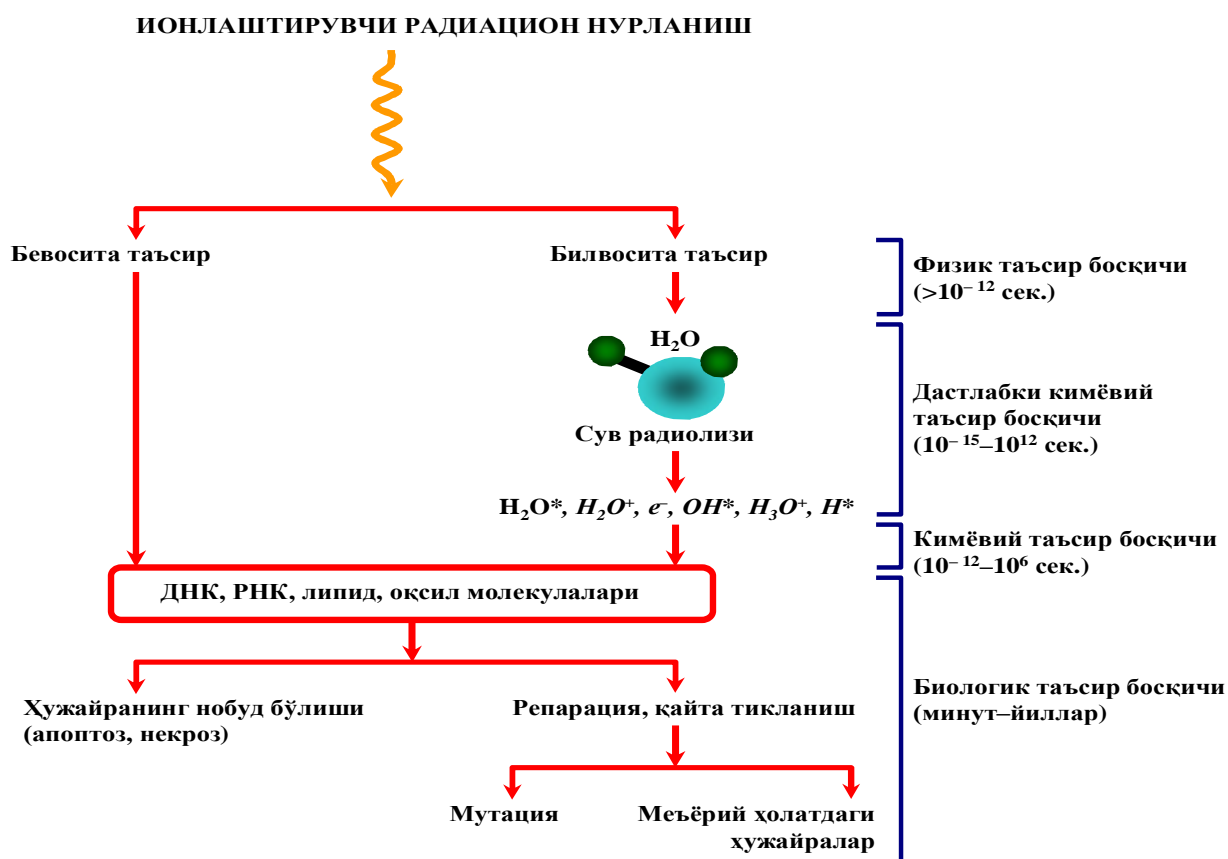 ИОНЛАШТИРУВЧИ РАДИАЦИОН НУРЛАНИШ
Бевосита таъсир
Билвосита таъсир
Физик таъсир босқичи
(>10⁻¹² сек.)
H₂O
Сув радиолизи
Дастлабки кимёвий
таъсир босқичи
(10⁻¹⁵–10¹² сек.)
H₂O*, H₂O⁺, e⁻, OH*, H₃O⁺, H*
Кимёвий таъсир босқичи
(10⁻¹²–10⁶ сек.)
ДНК, РНК, липид, оқсил молекулалари
Ҳужайранинг нобуд бўлиши
(апоптоз, некроз)
Репарация, қайта тикланиш
Биологик таъсир босқичи
(минут–йиллар)
Мутация
Меъёрий ҳолатдаги
ҳужайралар